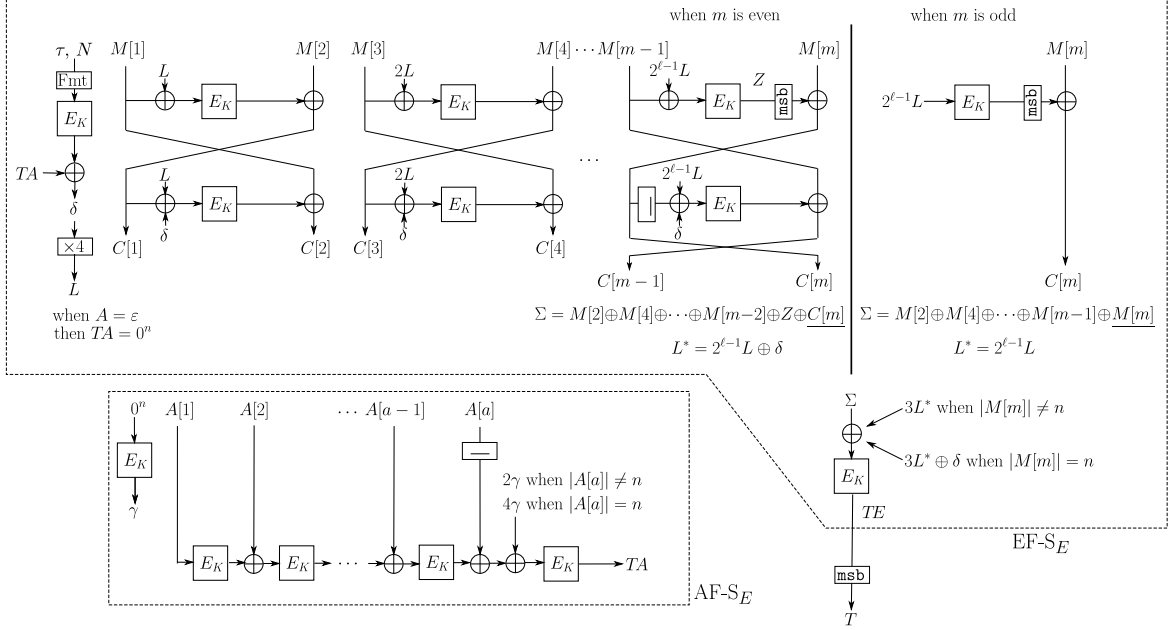 when m is even
when m is odd
τ, N
M[1]
M[2]
M[3]
M[4]···M[m−1]
M[m]
M[m]
Fmt
L
2L
2^{ℓ−1}L
Z
E_K
E_K
E_K
E_K
msb
2^{ℓ−1}L
E_K
msb
E_K
TA
···
L
2L
2^{ℓ−1}L
E_K
E_K
E_K
δ
δ
δ
δ
×4
C[1]
C[2]
C[3]
C[4]
C[m−1]
C[m]
C[m]
L
when A = ε
then TA = 0^n
Σ = M[2]⊕M[4]⊕···⊕M[m−2]⊕Z⊕C[m]
Σ = M[2]⊕M[4]⊕···⊕M[m−1]⊕M[m]
L* = 2^{ℓ−1}L ⊕ δ
L* = 2^{ℓ−1}L
0^n
A[1]
A[2]
··· A[a−1]
A[a]
Σ
3L* when |M[m]| ≠ n
3L* ⊕ δ when |M[m]| = n
E_K
γ
2γ when |A[a]| ≠ n
4γ when |A[a]| = n
E_K
TE
EF-S_E
E_K
E_K
···
E_K
E_K
TA
AF-S_E
msb
T